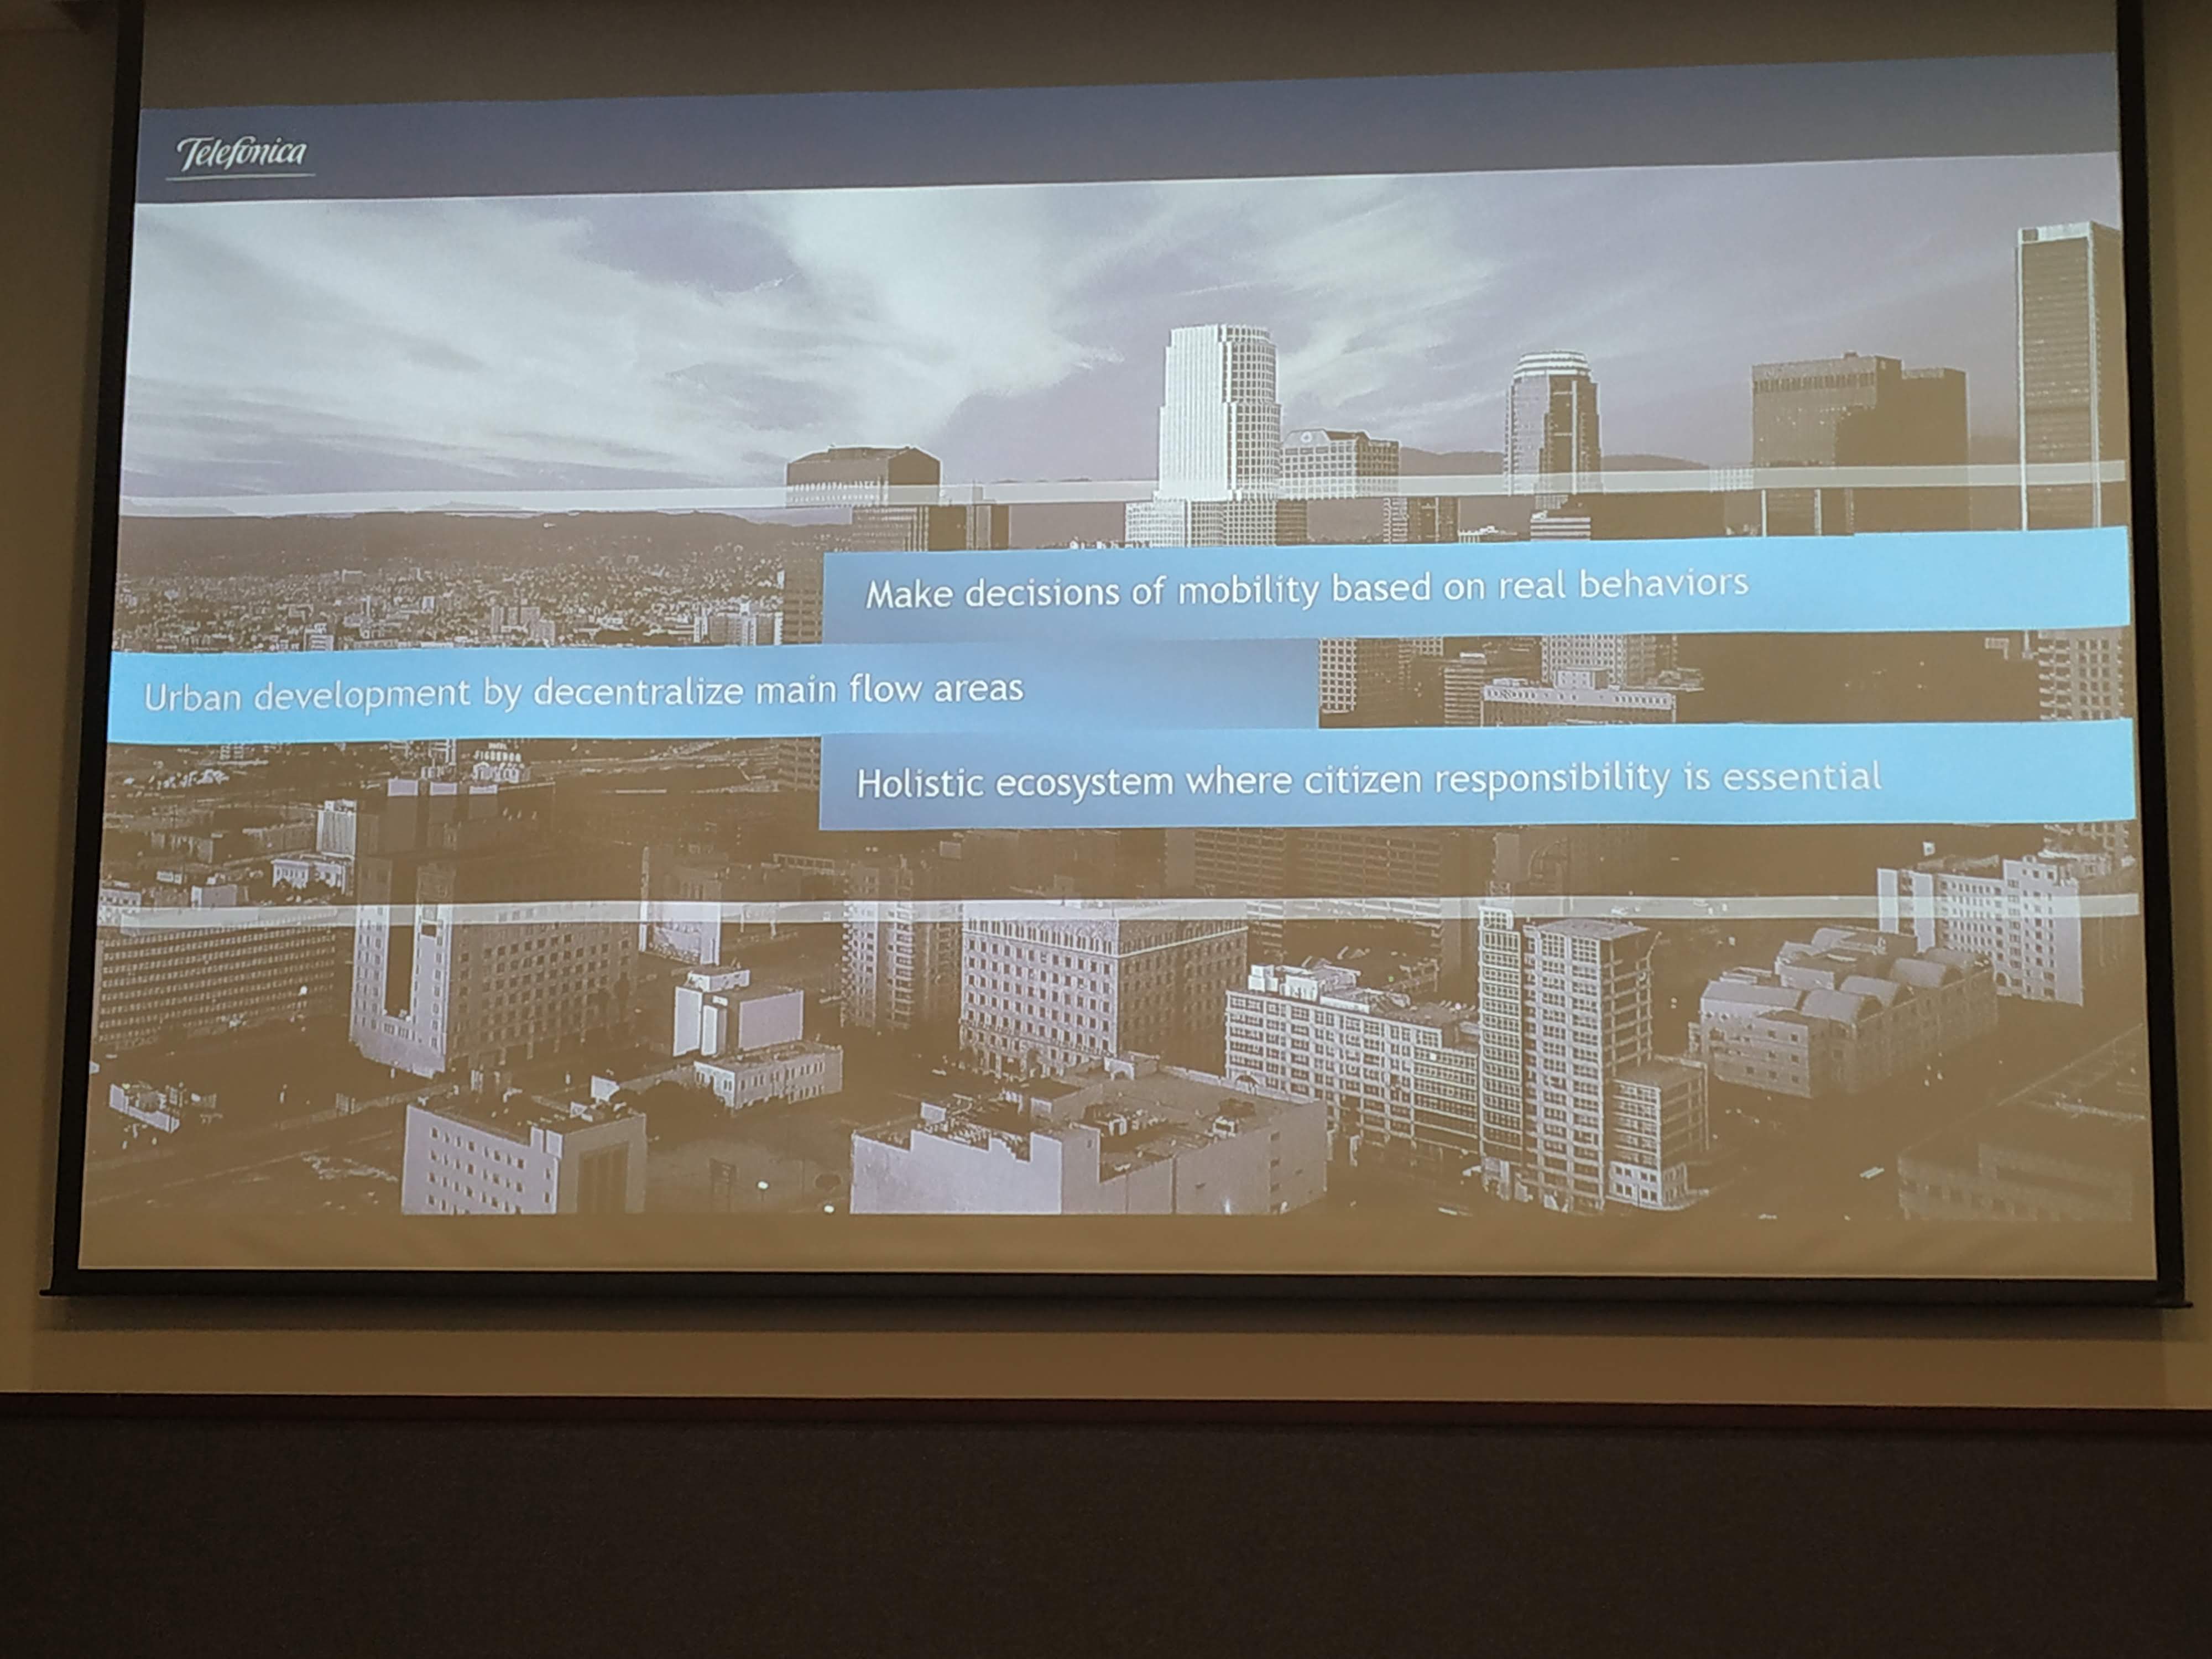 Telefónica
Make decisions of mobility based on real behaviors
Urban development by decentralize main flow areas
Holistic ecosystem where citizen responsibility is essential